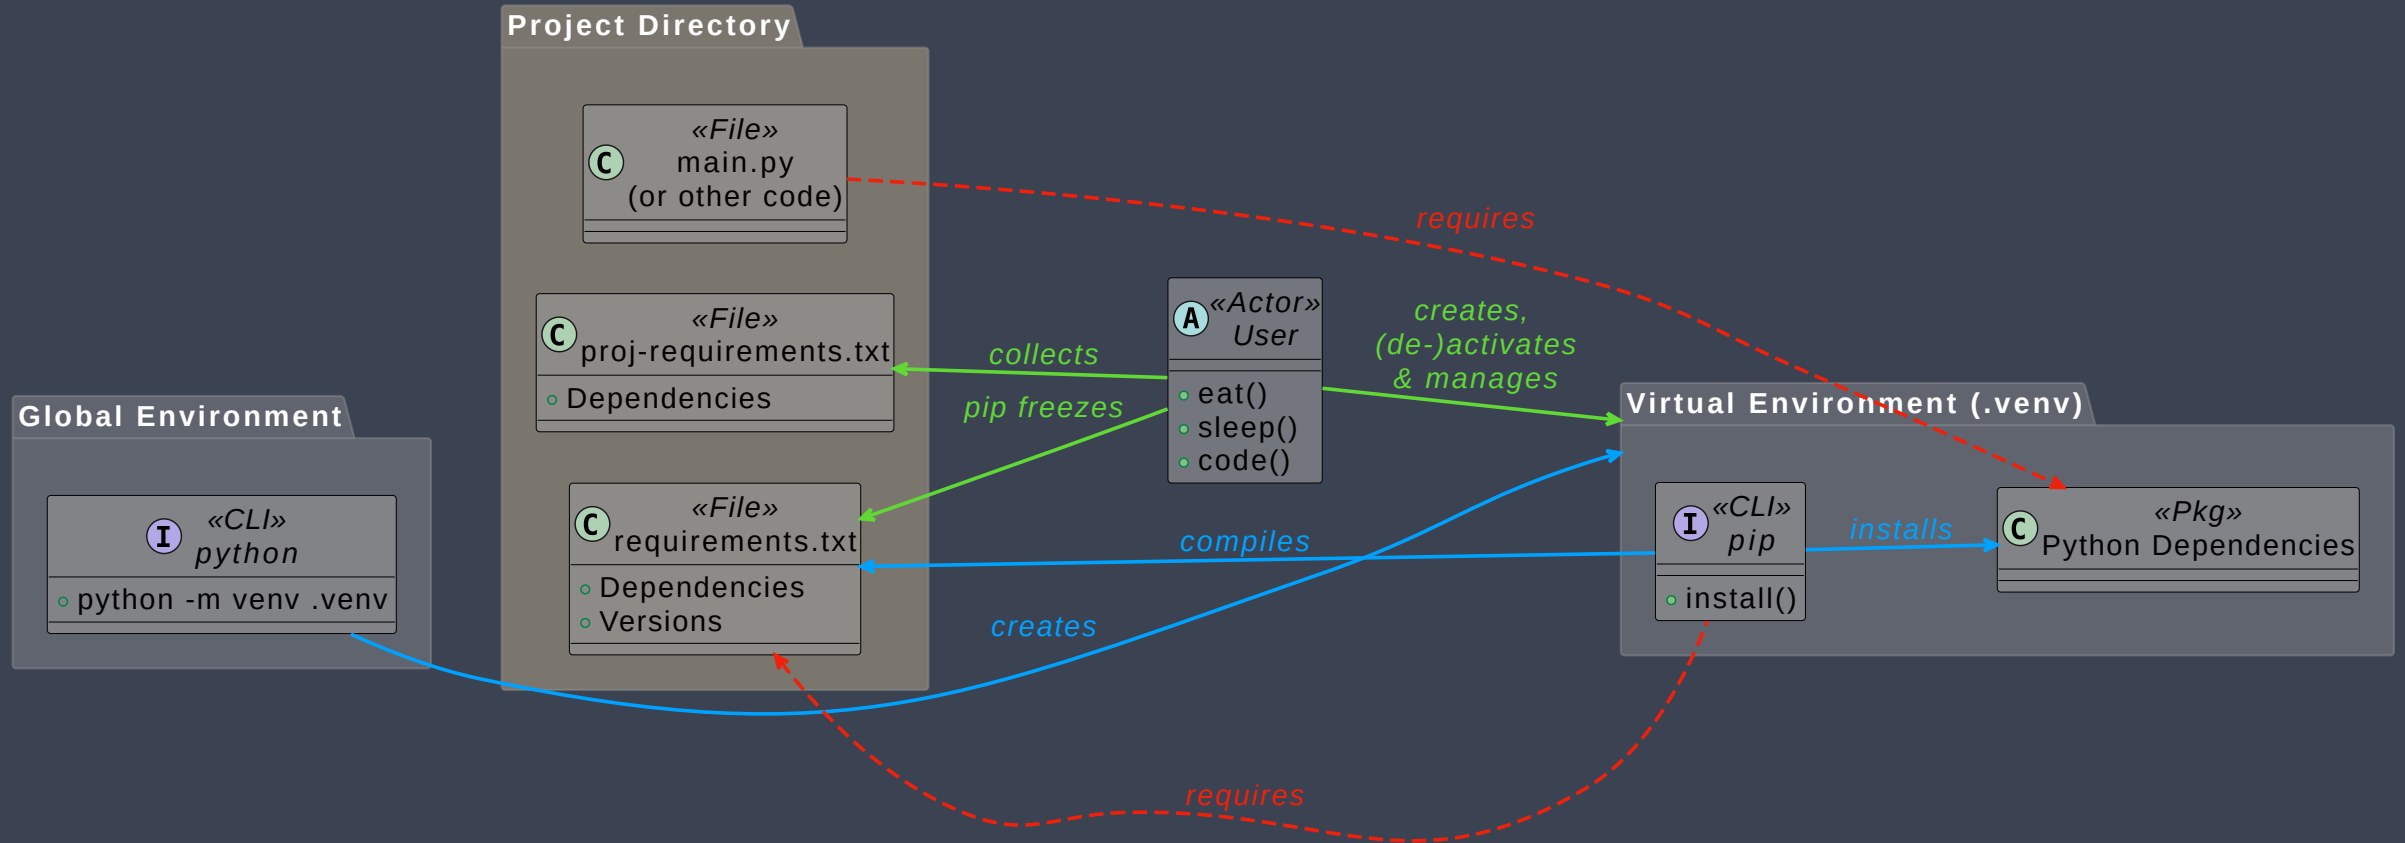 Project Directory
«File»
C
main.py
(or other code)
requires
«File»
C
proj-requirements.txt
Dependencies
collects
pip freezes
«Actor»
A
User
eat()
sleep()
code()
creates,
(de-)activates
& manages
Global Environment
«CLI»
I
python
python -m venv .venv
«File»
C
requirements.txt
Dependencies
Versions
compiles
creates
Virtual Environment (.venv)
«CLI»
I
pip
install()
installs
«Pkg»
C
Python Dependencies
requires